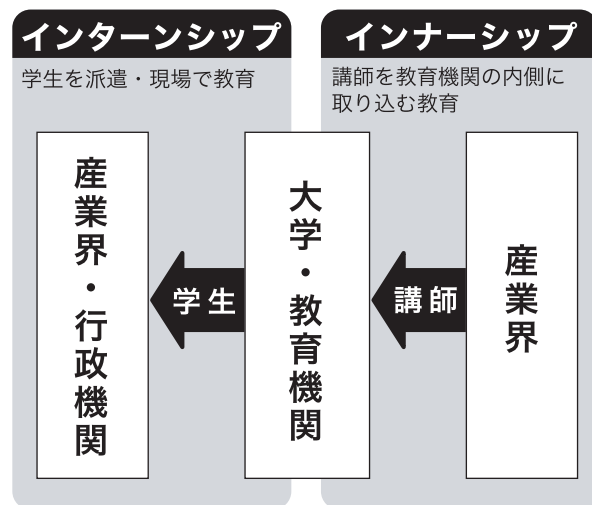 インターンシップ
学生を派遣・現場で教育
産業界・行政機関
学生
大学・教育機関
インナーシップ
講師を教育機関の内側に
取り込む教育
講師
産業界